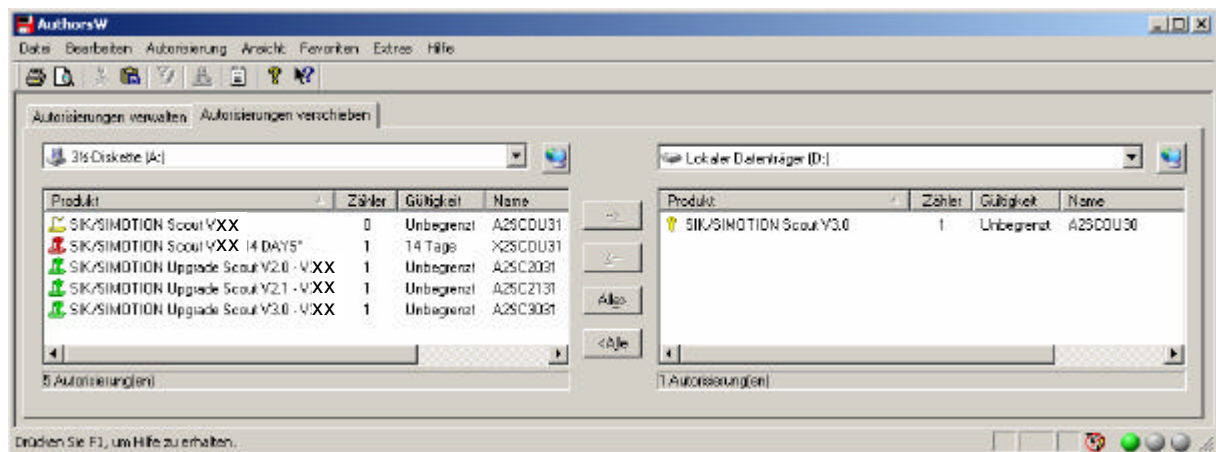 AuthorsW
Datei Bearbeiten Autorisierung Ansicht Favoriten Extras Hilfe
Autorisierungen verwalten Autorisierungen verschieben
3½-Diskette (A:)
Lokaler Datenträger (D:)
Produkt Zähler Gültigkeit Name
SIK/SIMOTION Scout VXX 0 Unbegrenzt A2SCOU31
SIK/SIMOTION Scout VXX 14 DAYS" 1 14 Tage X2SCOU31
SIK/SIMOTION Upgrade Scout V2.0 - VXX 1 Unbegrenzt A2SC2031
SIK/SIMOTION Upgrade Scout V2.1 - VXX 1 Unbegrenzt A2SC2131
SIK/SIMOTION Upgrade Scout V3.0 - VXX 1 Unbegrenzt A2SC3031
5 Autorisierung(en)
-->
<--
Alle>
<Alle
Produkt Zähler Gültigkeit Name
SIK/SIMOTION Scout V3.0 1 Unbegrenzt A2SCOU30
1 Autorisierung(en)
Drücken Sie F1, um Hilfe zu erhalten.